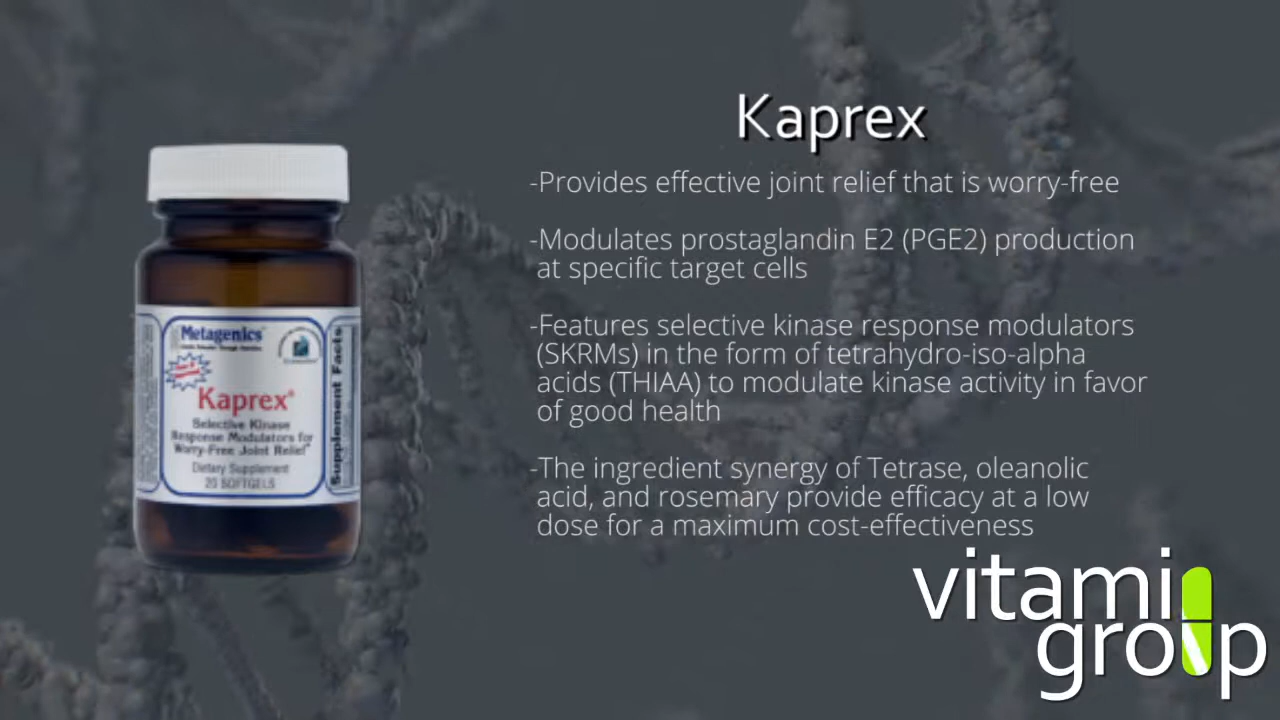 Kaprex
-Provides effective joint relief that is worry-free
-Modulates prostaglandin E2 (PGE2) production
at specific target cells
-Features selective kinase response modulators
(SKRMs) in the form of tetrahydro-iso-alpha
acids (THIAA) to modulate kinase activity in favor
of good health
-The ingredient synergy of Tetrase, oleanolic
acid, and rosemary provide efficacy at a low
dose for a maximum cost-effectiveness
Metagenics
Kaprex®
Selective Kinase
Response Modulators for
Worry-Free Joint Relief*
Dietary Supplement
20 SOFTGELS
Supplement Facts
vitami
group